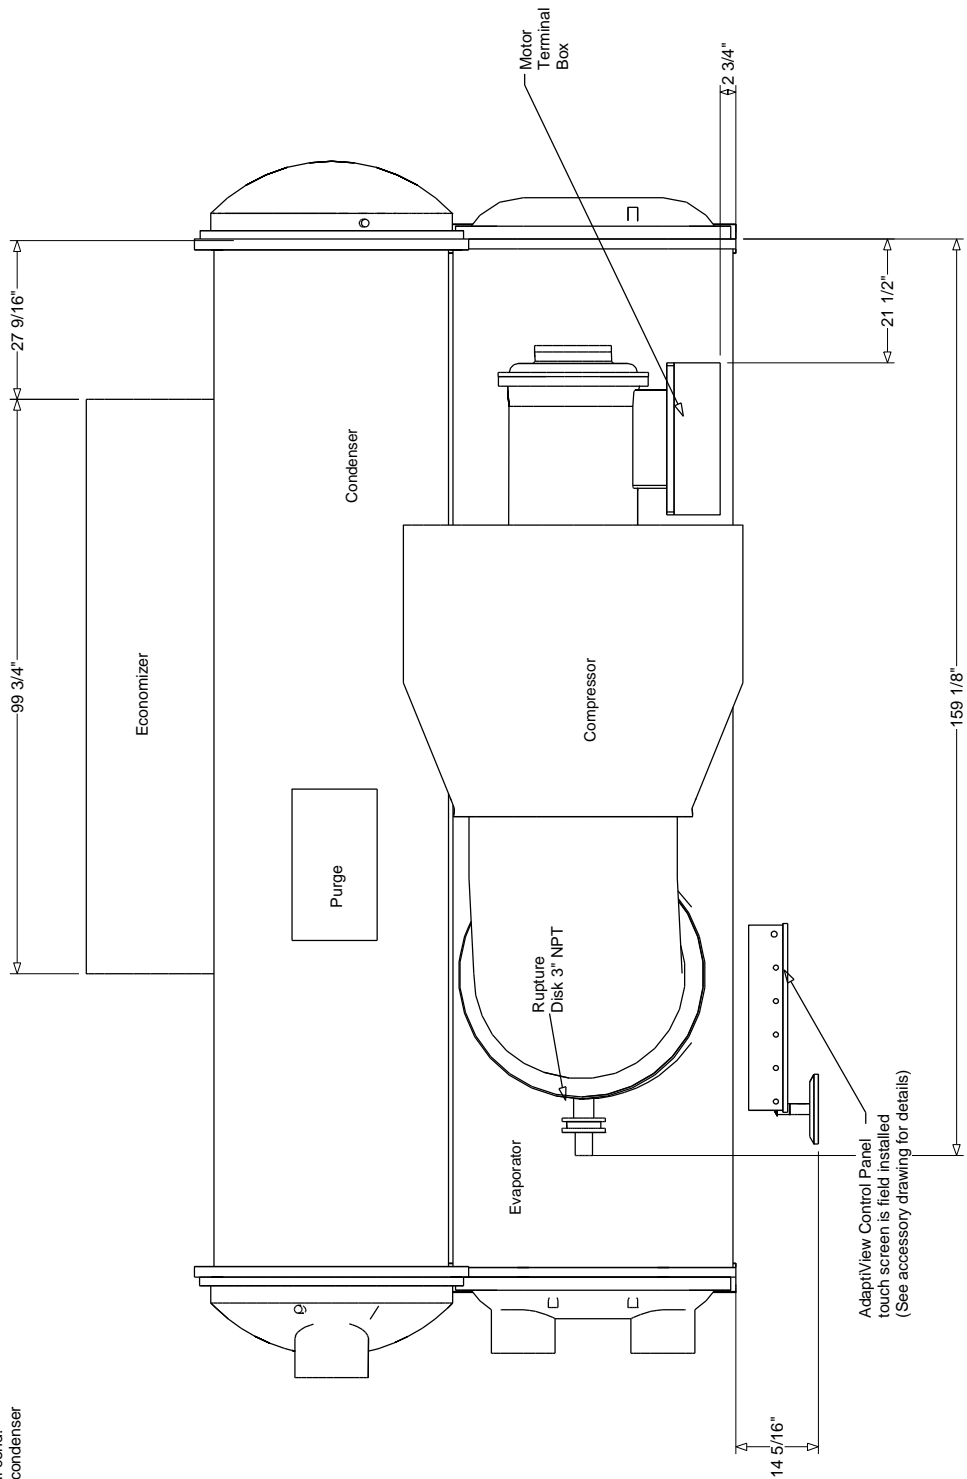 Motor
Terminal
Box
2 3/4"
27 9/16"
21 1/2"
Condenser
99 3/4"
Economizer
Compressor
159 1/8"
Purge
Rupture
Disk 3" NPT
Evaporator
AdaptiView Control Panel
touch screen is field installed
(See accessory drawing for details)
14 5/16"
condenser